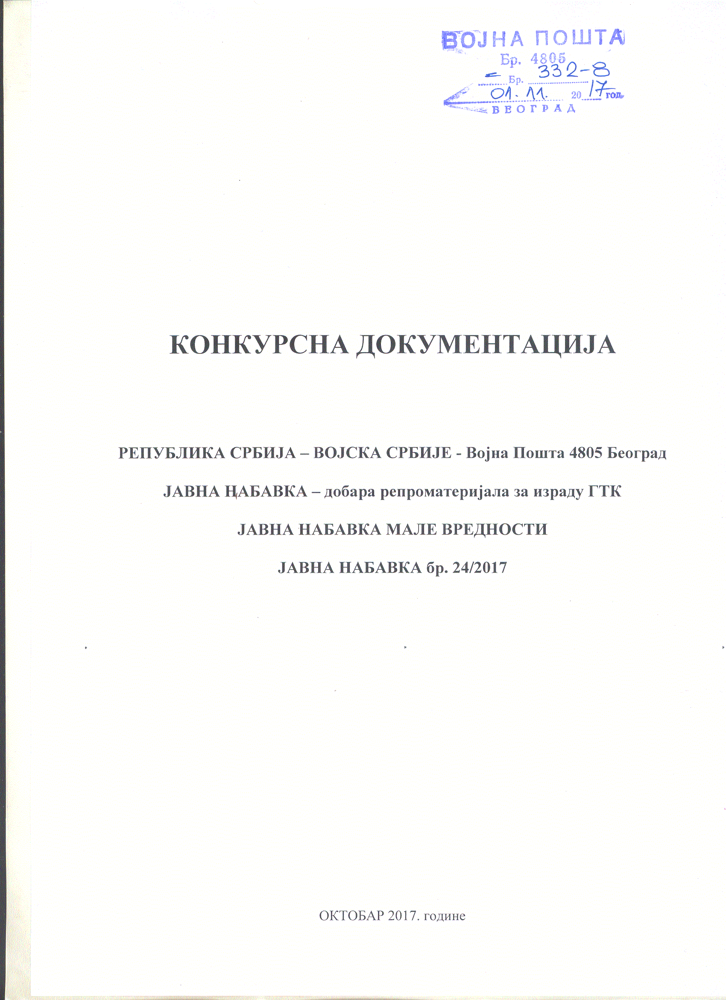 ВОЈНА ПОШТА
Бр. 4805
Бр. 332-8
01. 11. 2017 год.
БЕОГРАД
КОНКУРСНА ДОКУМЕНТАЦИЈА
РЕПУБЛИКА СРБИЈА – ВОЈСКА СРБИЈЕ - Војна Пошта 4805 Београд
ЈАВНА НАБАВКА – добара репроматеријала за израду ГТК
ЈАВНА НАБАВКА МАЛЕ ВРЕДНОСТИ
ЈАВНА НАБАВКА бр. 24/2017
ОКТОБАР 2017. године